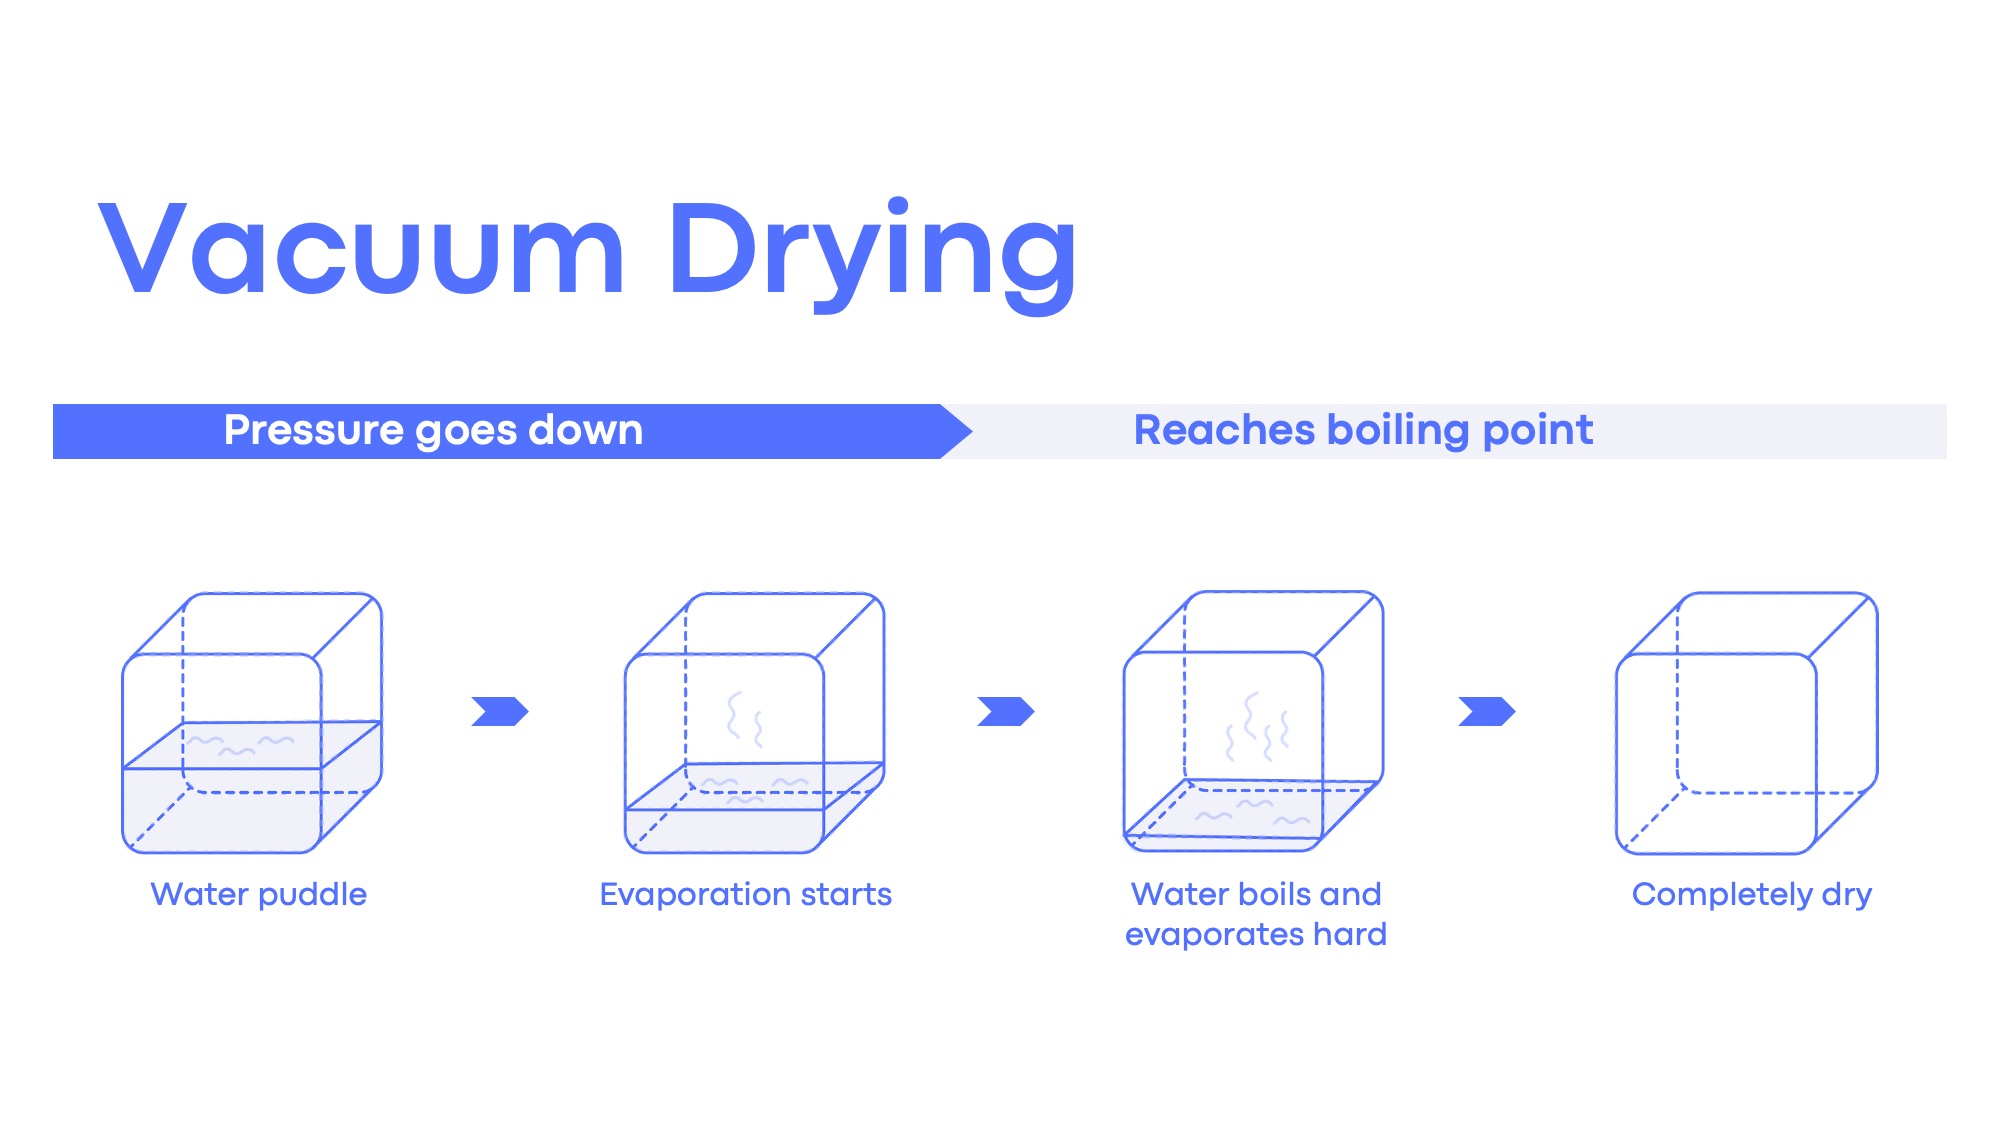 Vacuum Drying
Pressure goes down
Reaches boiling point
Water puddle
Evaporation starts
Water boils and
evaporates hard
Completely dry